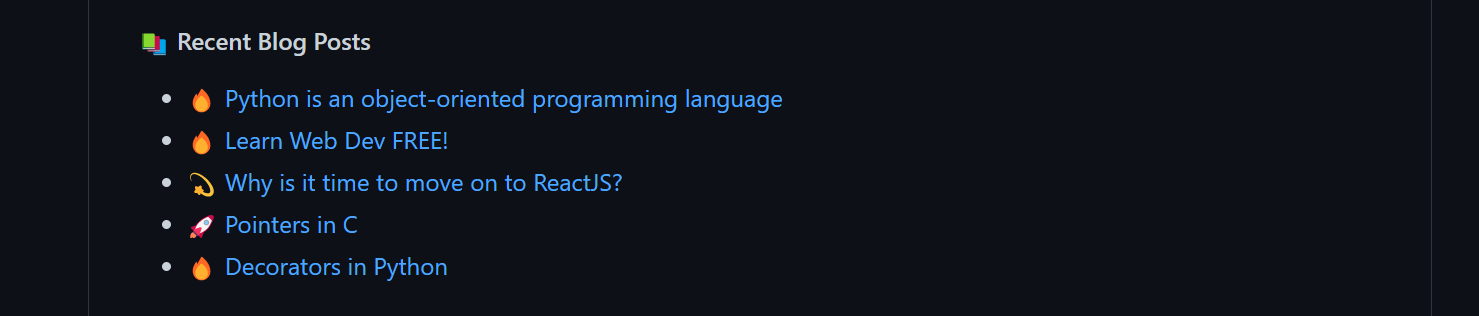 📚 Recent Blog Posts
• 🔥 Python is an object-oriented programming language
• 🔥 Learn Web Dev FREE!
• 💫 Why is it time to move on to ReactJS?
• 🚀 Pointers in C
• 🔥 Decorators in Python